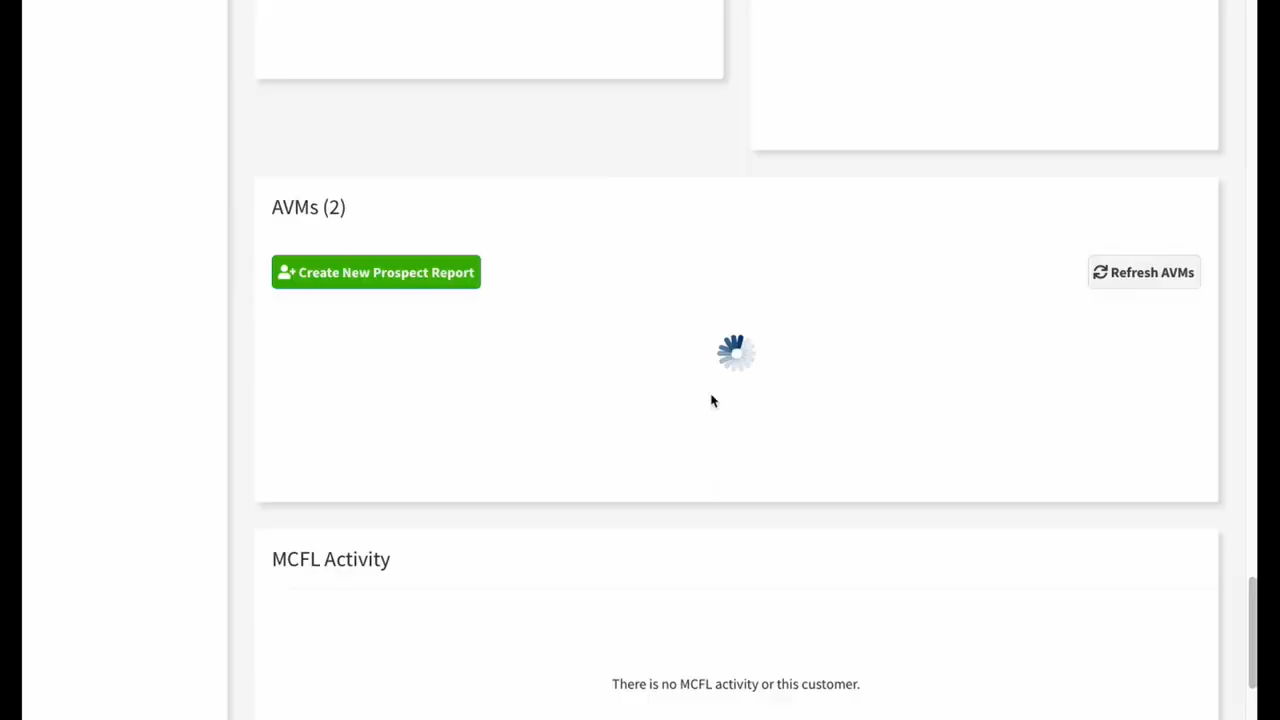 AVMs (2)
Create New Prospect Report
Refresh AVMs
MCFL Activity
There is no MCFL activity or this customer.